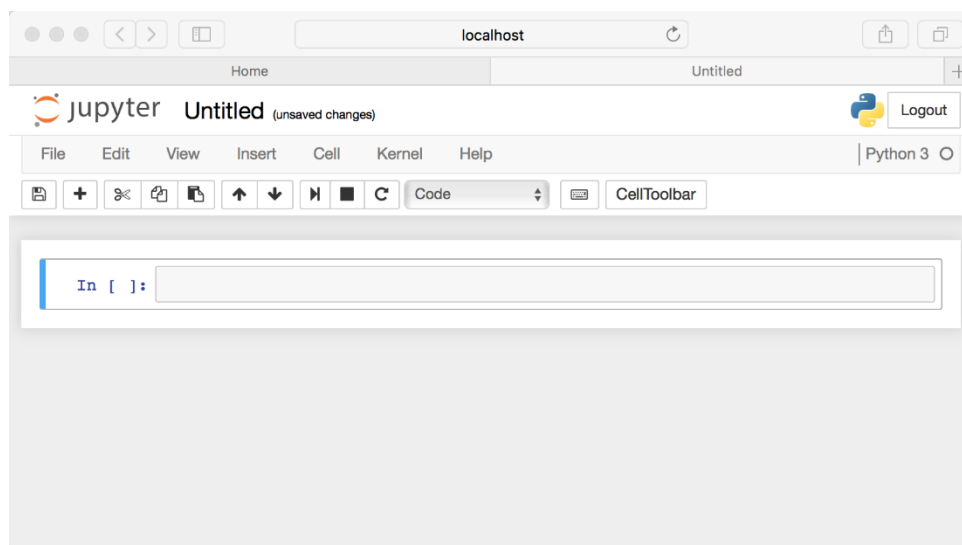 localhost
Home Untitled
jupyter Untitled (unsaved changes) Logout
File Edit View Insert Cell Kernel Help Python 3
Code CellToolbar
In [ ]: